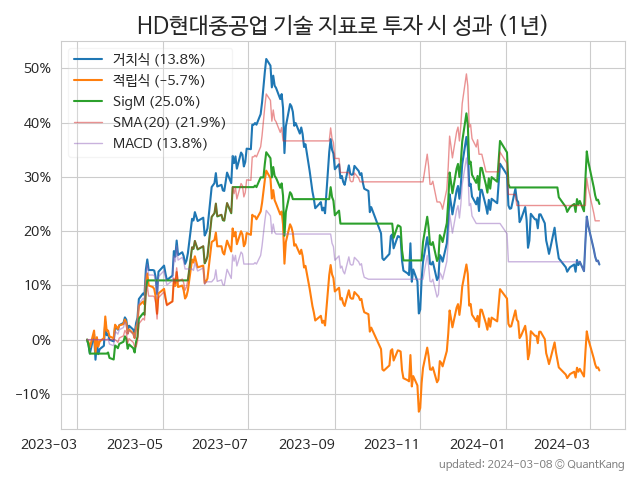 HD현대중공업 기술 지표로 투자 시 성과 (1년)
거치식 (13.8%)
적립식 (−5.7%)
SigM (25.0%)
SMA(20) (21.9%)
MACD (13.8%)
50%
40%
30%
20%
10%
0%
−10%
2023−03 2023−05 2023−07 2023−09 2023−11 2024−01 2024−03
updated: 2024-03-08 © QuantKang